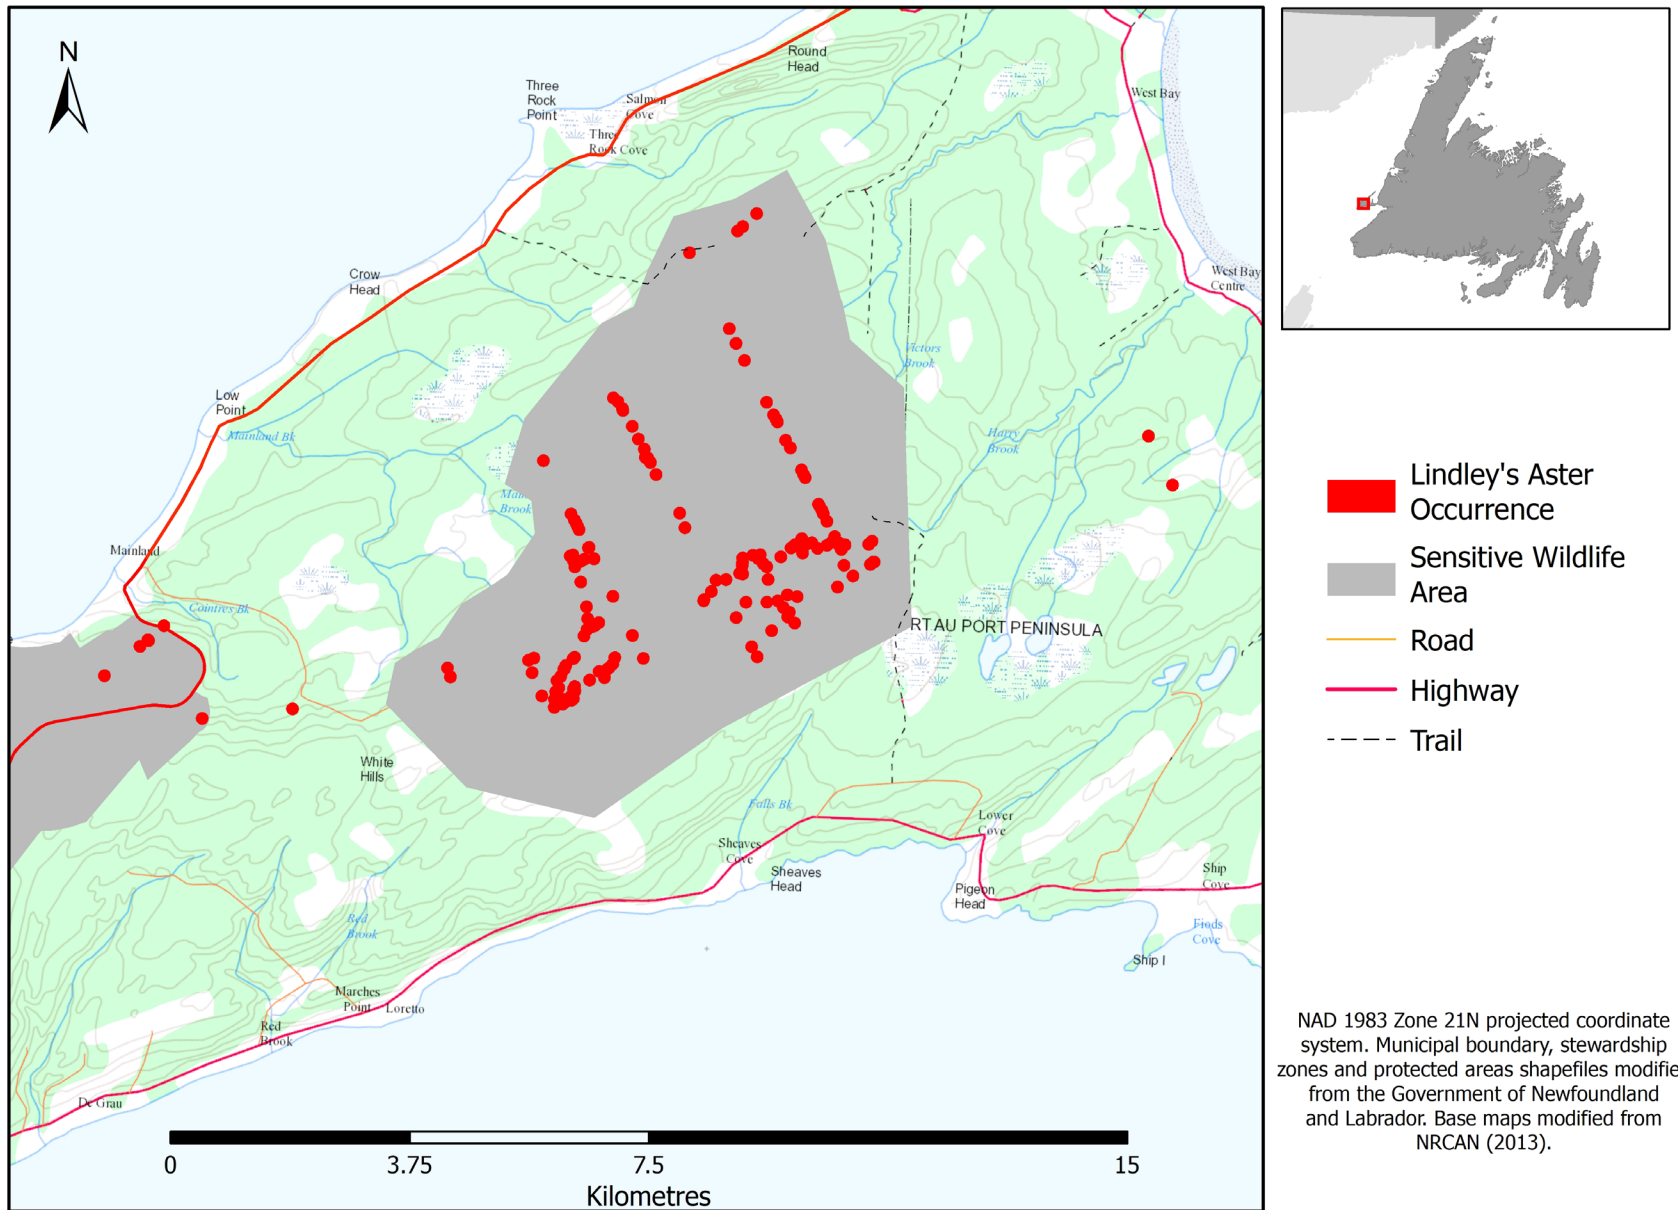 N
Round
Head
Three
Rock
Point
Salmon
Cove
Three
Rock Cove
West Bay
Crow
Head
West Bay
Centre
Victors
Brook
Low
Point
Mainland Bk
Harry
Brook
Brook
Mainland
Cointres Bk
RT AU PORT PENINSULA
White
Hills
Falls Bk
Lower
Cove
Sheaves
Cove
Sheaves
Head
Ship
Cove
Pigeon
Head
Red
Brook
Fiods
Cove
Ship I
Marches
Point
Loretto
Red
Brook
De Grau
0
3.75
7.5
15
Kilometres
Lindley's Aster
Occurrence
Sensitive Wildlife
Area
Road
Highway
Trail
NAD 1983 Zone 21N projected coordinate
system. Municipal boundary, stewardship
zones and protected areas shapefiles modifie
from the Government of Newfoundland
and Labrador. Base maps modified from
NRCAN (2013).